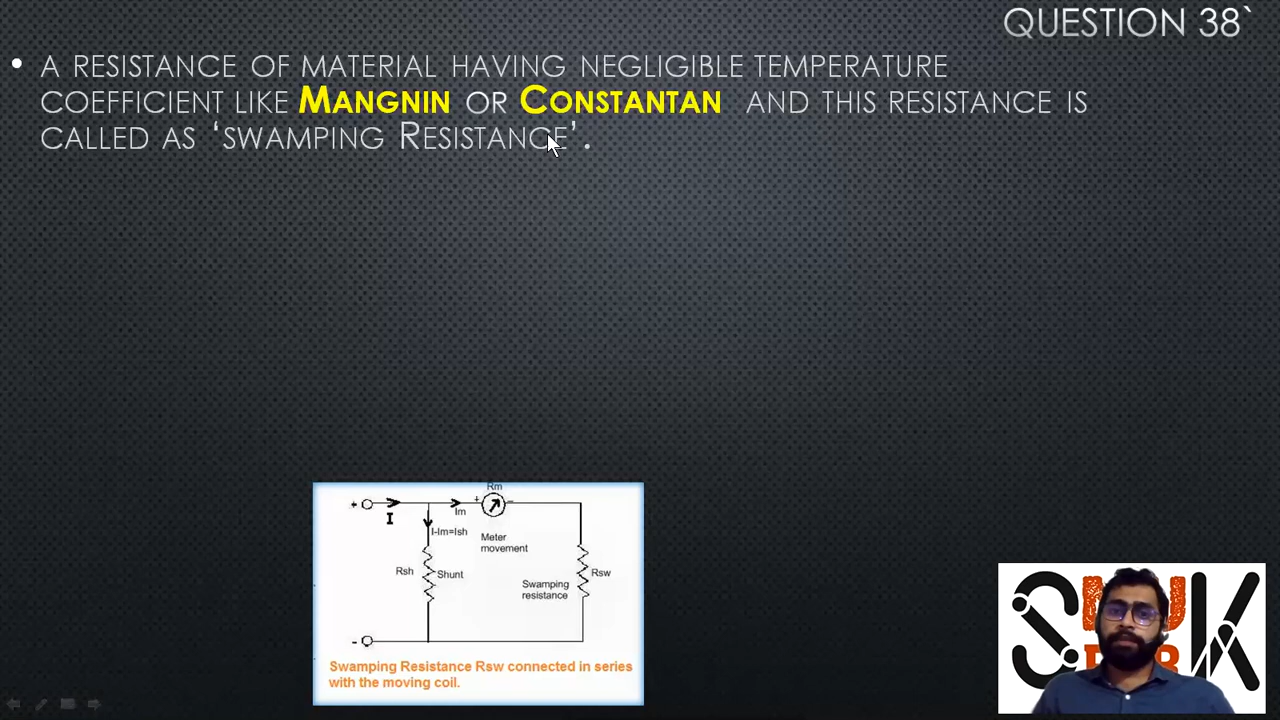 QUESTION 38`
• A RESISTANCE OF MATERIAL HAVING NEGLIGIBLE TEMPERATURE
COEFFICIENT LIKE MANGNIN OR CONSTANTAN AND THIS RESISTANCE IS
CALLED AS ‘SWAMPING RESISTANCE’.
Rm
+ I Im + -
I-Im=Ish
Meter
movement
Rsh Shunt
Swamping
resistance
Rsw
-
Swamping Resistance Rsw connected in series
with the moving coil.
S K